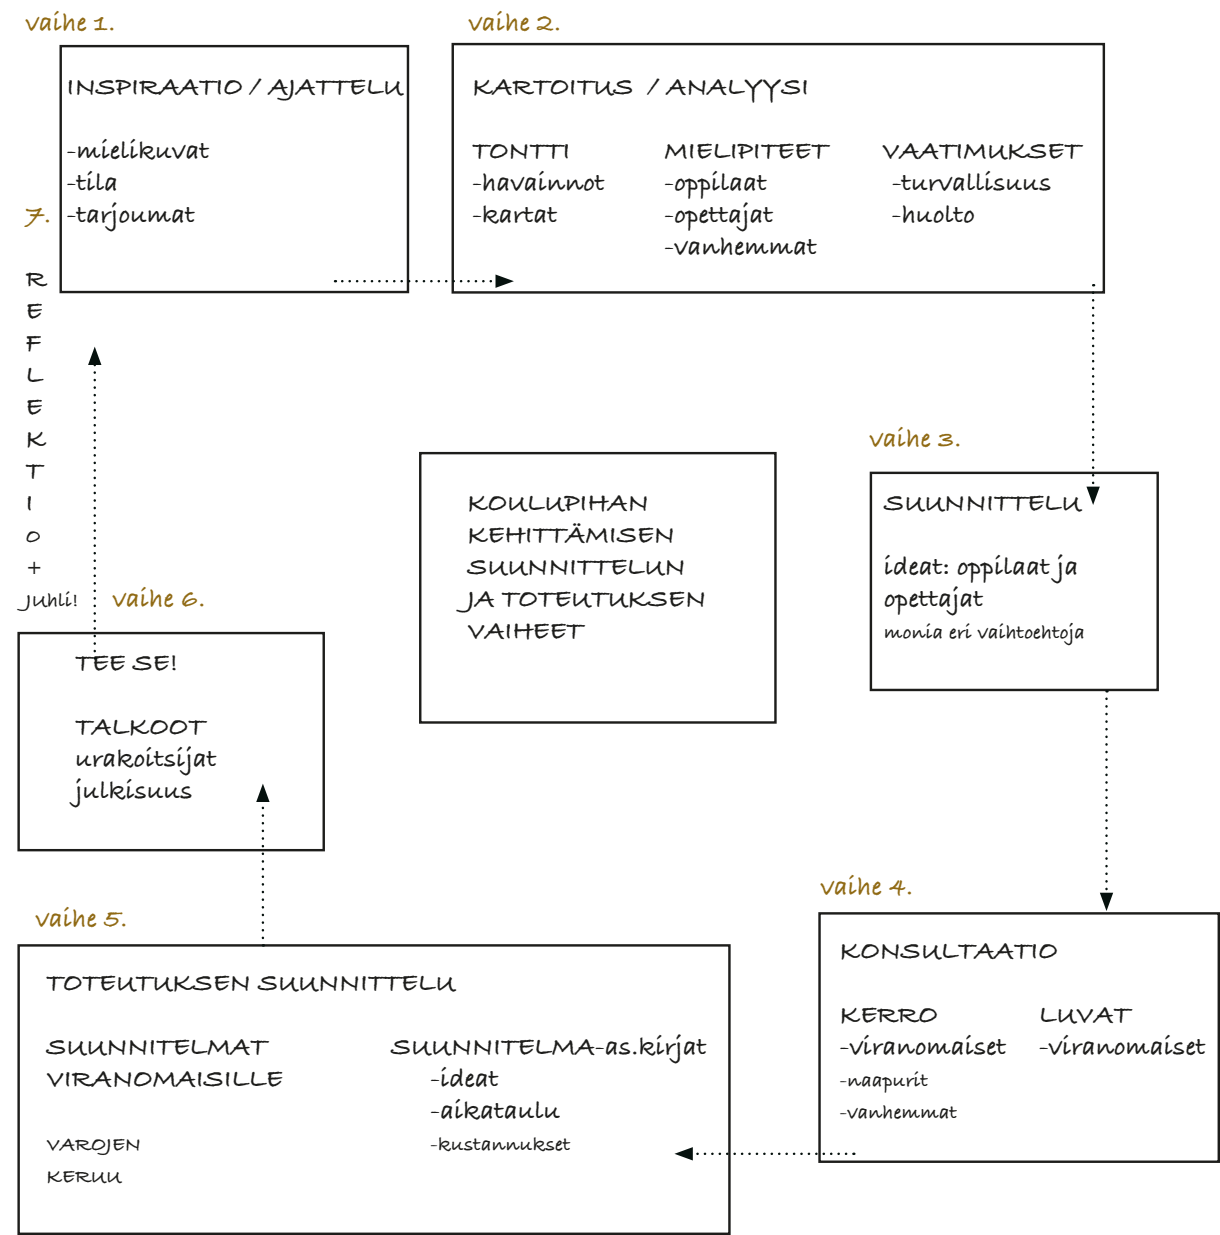 vaihe 1.
INSPIRAATIO / AJATTELU
-mielikuvat
-tila
-tarjoumat
vaihe 2.
KARTOITUS / ANALYYSI
TONTTI
-havainnot
-kartat
MIELIPITEET
-oppilaat
-opettajat
-vanhemmat
VAATIMUKSET
-turvallisuus
-huolto
vaihe 3.
SUUNNITTELU
ideat: oppilaat ja
opettajat
monia eri vaihtoehtoja
KOULUPIHAN
KEHITTÄMISEN
SUUNNITTELUN
JA TOTEUTUKSEN
VAIHEET
vaihe 4.
KONSULTAATIO
KERRO
-viranomaiset
-naapurit
-vanhemmat
LUVAT
-viranomaiset
vaihe 5.
TOTEUTUKSEN SUUNNITTELU
SUUNNITELMAT
VIRANOMAISILLE
VAROJEN
KERUU
SUUNNITELMA-as.kirjat
-ideat
-aikataulu
-kustannukset
vaihe 6.
TEE SE!
TALKOOT
urakoitsijat
julkisuus
7.
R
E
F
L
E
K
T
I
O
+
Juhli!